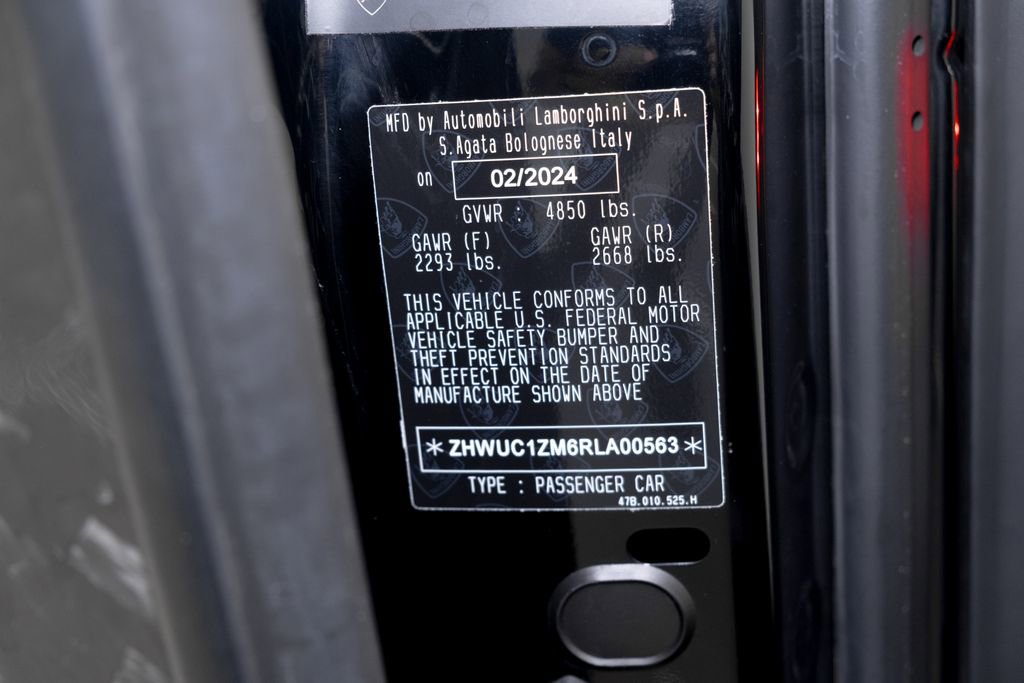 MFD by Automobili Lamborghini S.p.A.
S.Agata Bolognese Italy
on 02/2024
GVWR : 4850 lbs.
GAWR (F) GAWR (R)
2293 lbs. 2668 lbs.
THIS VEHICLE CONFORMS TO ALL
APPLICABLE U.S. FEDERAL MOTOR
VEHICLE SAFETY BUMPER AND
THEFT PREVENTION STANDARDS
IN EFFECT ON THE DATE OF
MANUFACTURE SHOWN ABOVE
*ZHWUC1ZM6RLA00563*
TYPE : PASSENGER CAR
47B.010.525.H